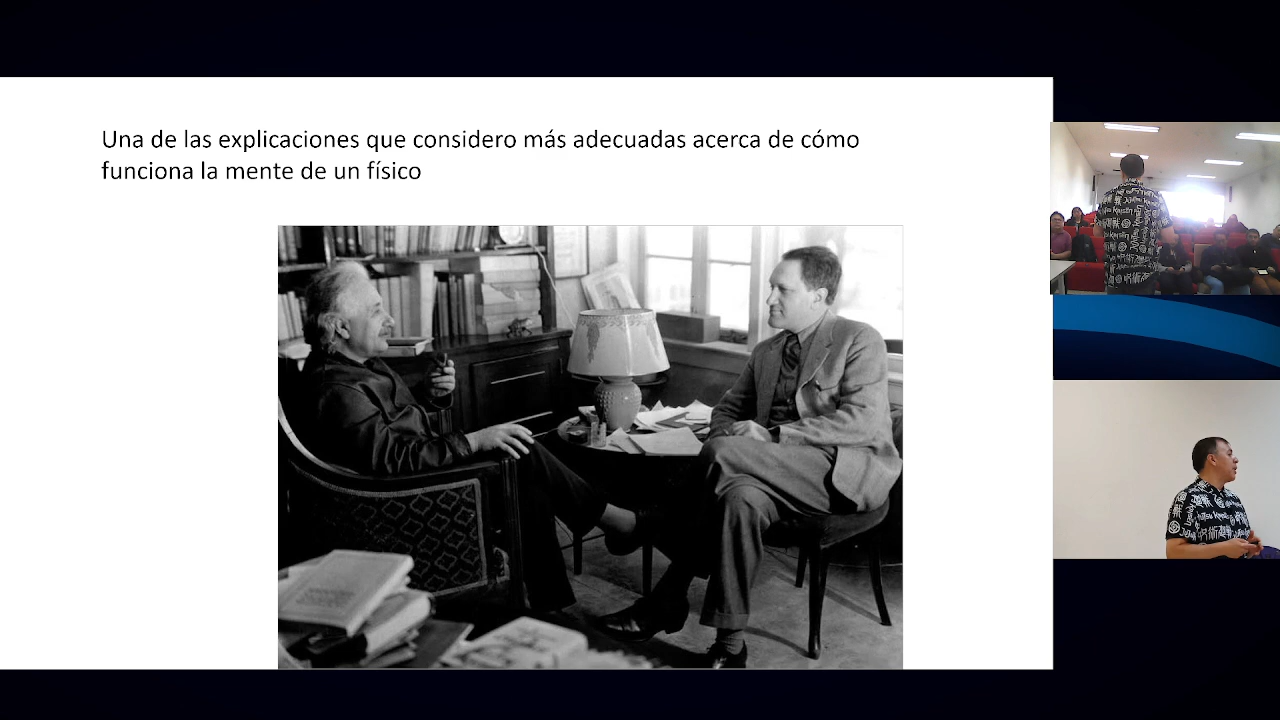 Una de las explicaciones que considero más adecuadas acerca de cómo
funciona la mente de un físico